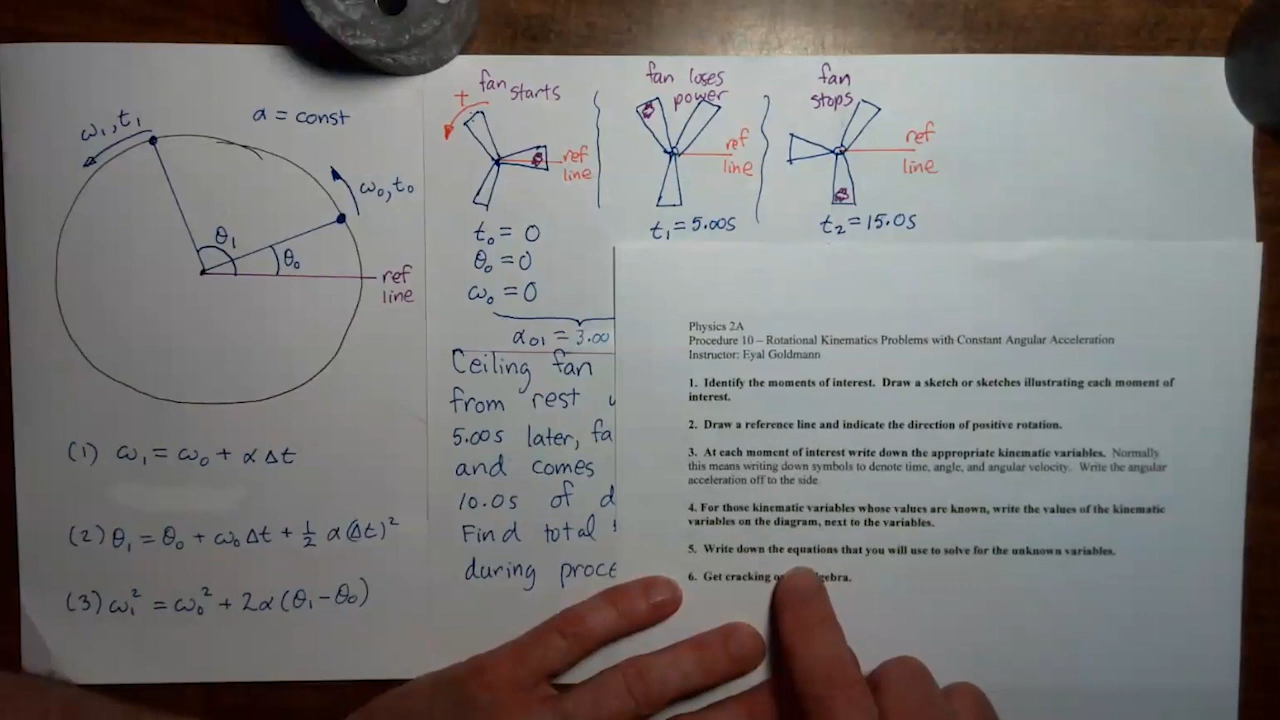 ω₁, t₁
α = const
ω₀, t₀
θ₁
θ₀
ref
line
(1) ω₁ = ω₀ + α Δt
(2) θ₁ = θ₀ + ω₀ Δt + ½ α (Δt)²
(3) ω₁² = ω₀² + 2α (θ₁ - θ₀)
fan starts
+
ref
line
t₀ = 0
θ₀ = 0
ω₀ = 0
α₀₁ = 3.00
fan loses
power
ref
line
t₁ = 5.00s
fan
stops
ref
line
t₂ = 15.0s
Ceiling fan
from rest
5.00s later,
and comes
10.0s of
Find total
during
Physics 2A
Procedure 10 – Rotational Kinematics Problems with Constant Angular Acceleration
Instructor: Eyal Goldmann
1. Identify the moments of interest. Draw a sketch or sketches illustrating each moment of
interest.
2. Draw a reference line and indicate the direction of positive rotation.
3. At each moment of interest write down the appropriate kinematic variables. Normally
this means writing down symbols to denote time, angle, and angular velocity. Write the angular
acceleration off to the side
4. For those kinematic variables whose values are known, write the values of the kinematic
variables on the diagram, next to the variables.
5. Write down the equations that you will use to solve for the unknown variables.
6. Get cracking